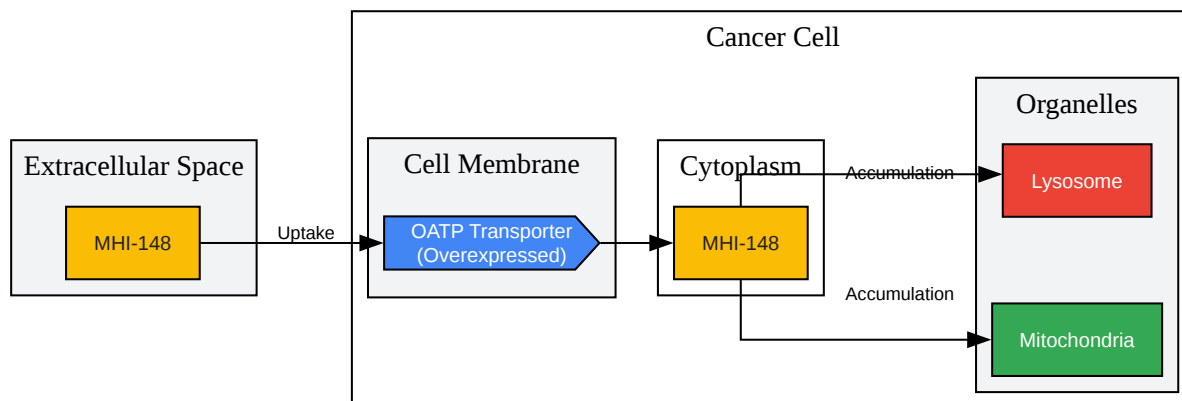 Cancer Cell
Organelles
Extracellular Space
Cell Membrane
Cytoplasm
Accumulation
Lysosome
MHI-148
Uptake
OATP Transporter
(Overexpressed)
MHI-148
Accumulation
Mitochondria